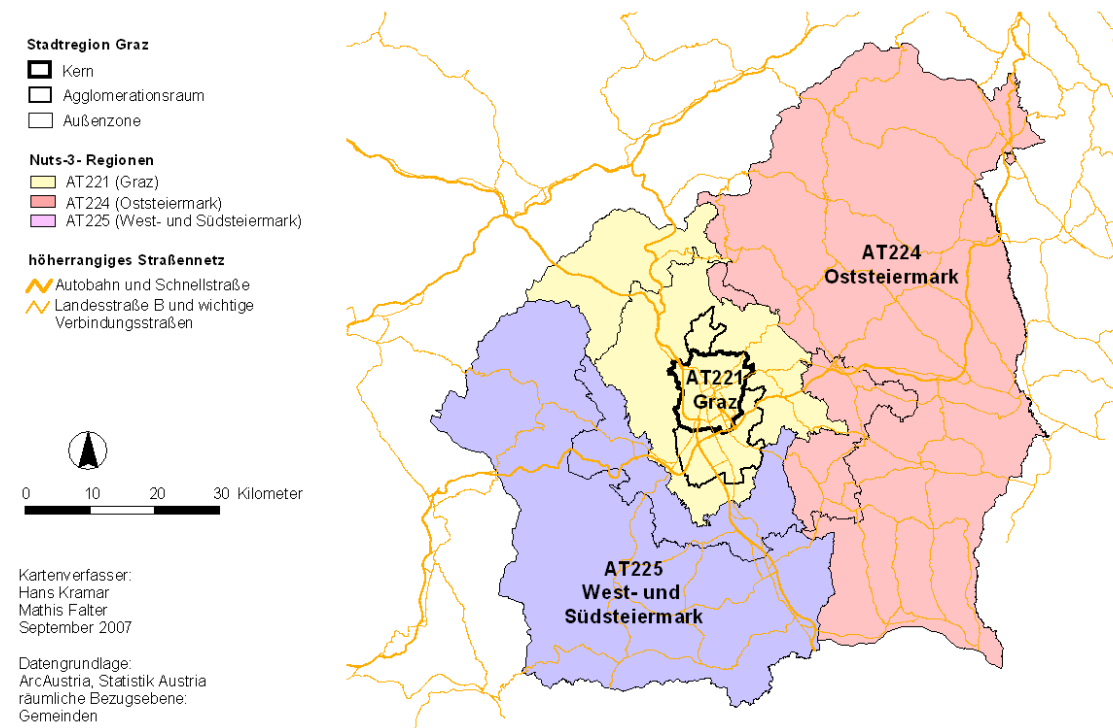 Stadtregion Graz
Kern
Agglomerationsraum
Außenzone
Nuts-3- Regionen
AT221 (Graz)
AT224 (Oststeiermark)
AT225 (West- und Südsteiermark)
höherrangiges Straßennetz
Autobahn und Schnellstraße
Landesstraße B und wichtige
Verbindungsstraßen
0 10 20 30 Kilometer
Kartenverfasser:
Hans Kramar
Mathis Falter
September 2007
Datengrundlage:
ArcAustria, Statistik Austria
räumliche Bezugsebene:
Gemeinden
AT224
Oststeiermark
AT221
Graz
AT225
West- und
Südsteiermark